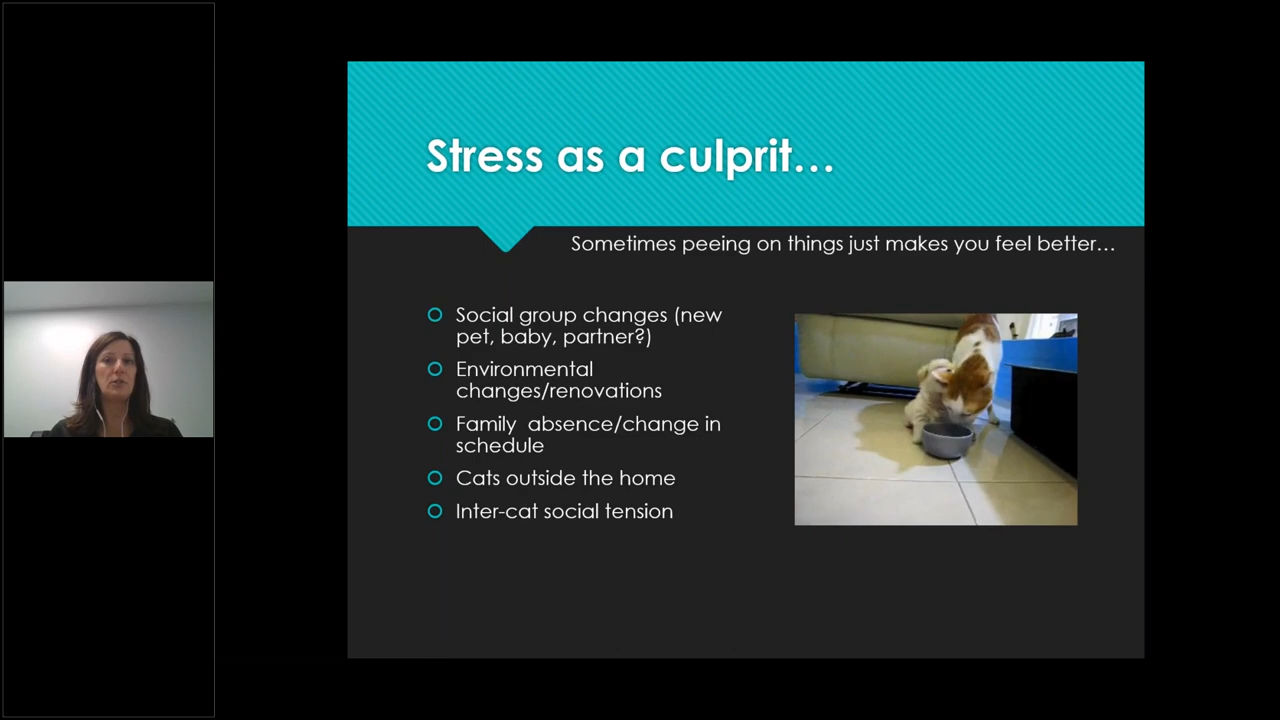 Stress as a culprit...
Sometimes peeing on things just makes you feel better...
Social group changes (new
pet, baby, partner?)
Environmental
changes/renovations
Family absence/change in
schedule
Cats outside the home
Inter-cat social tension